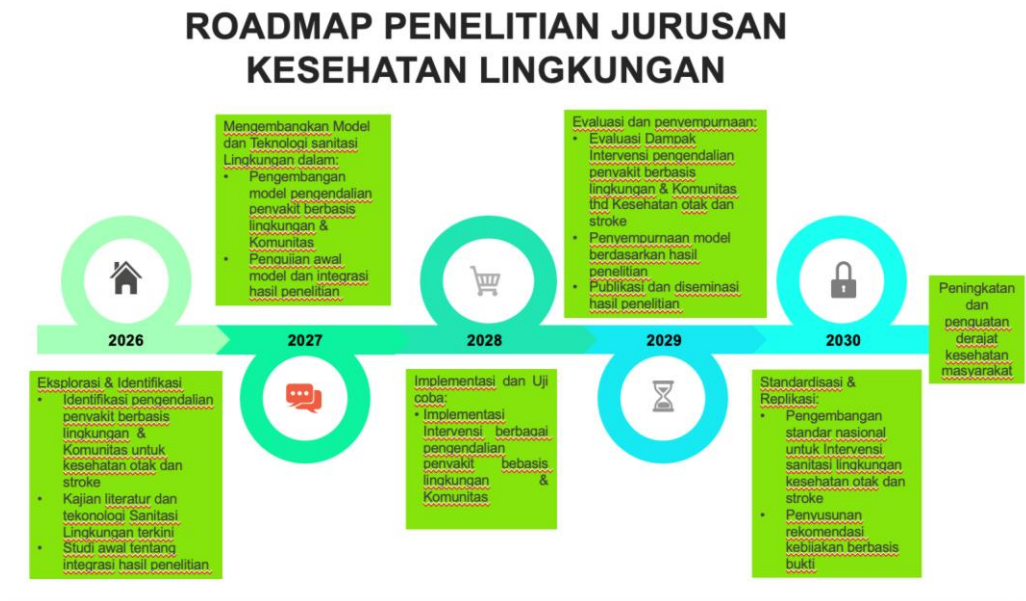 ROADMAP PENELITIAN JURUSAN
KESEHATAN LINGKUNGAN
Mengembangkan Model
dan Teknologi sanitasi
Lingkungan dalam:
• Pengembangan
model pengendalian
penyakit berbasis
lingkungan &
Komunitas
• Pengujian awal
model dan integrasi
hasil penelitian
Evaluasi dan penyempurnaan:
• Evaluasi Dampak
Intervensi pengendalian
penyakit berbasis
lingkungan & Komunitas
thd Kesehatan otak dan
stroke
• Penyempurnaan model
berdasarkan hasil
penelitian
• Publikasi dan diseminasi
hasil penelitian
2026
2027
2028
2029
2030
Peningkatan
dan
penguatan
derajat
kesehatan
masyarakat
Eksplorasi & Identifikasi
• Identifikasi pengendalian
penyakit berbasis
lingkungan &
Komunitas untuk
kesehatan otak dan
stroke
• Kajian literatur dan
tekonologi Sanitasi
Lingkungan terkini
• Studi awal tentang
integrasi hasil penelitian
Implementasi dan Uji
coba:
• Implementasi
Intervensi berbagai
pengendalian
penyakit bebasis
lingkungan &
Komunitas
Standardisasi &
Replikasi:
• Pengembangan
standar nasional
untuk Intervensi
sanitasi lingkungan
kesehatan otak dan
stroke
• Penyusunan
rekomendasi
kebijakan berbasis
bukti